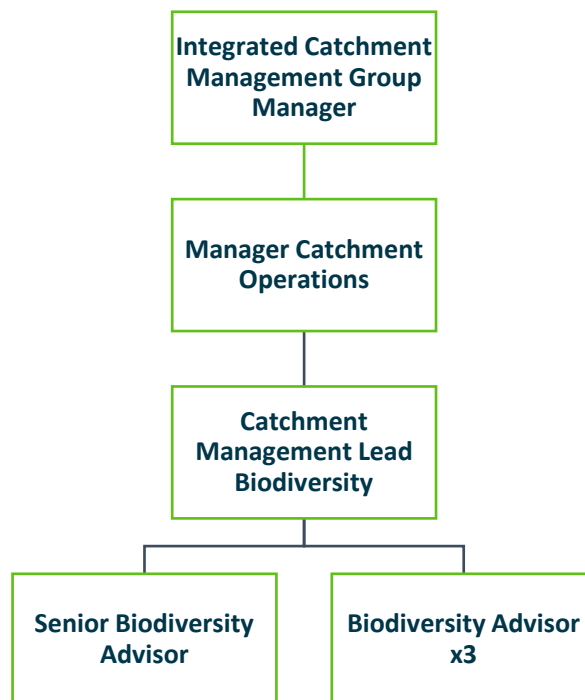 Integrated Catchment
Management Group
Manager
Manager Catchment
Operations
Catchment
Management Lead
Biodiversity
Senior Biodiversity
Advisor
Biodiversity Advisor
x3